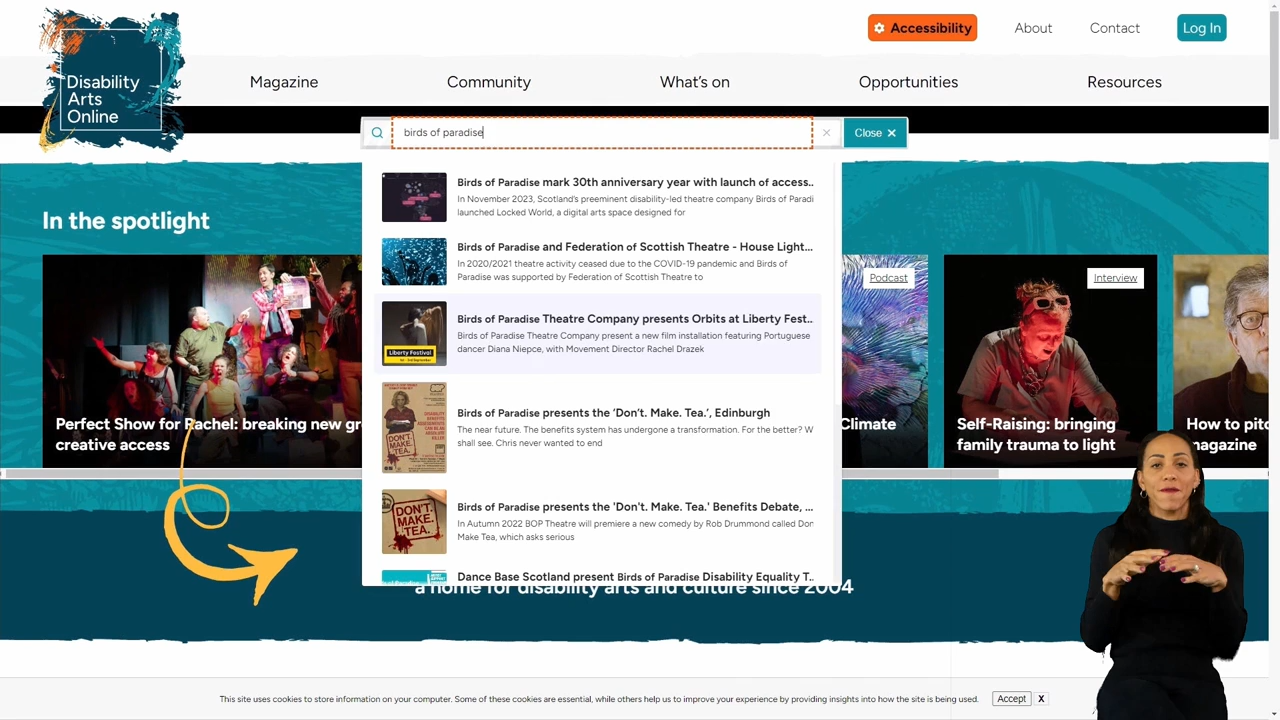 Accessibility
About
Contact
Log In
Disability
Arts
Online
Magazine
Community
What's on
Opportunities
Resources
birds of paradise
Close
In the spotlight
Birds of Paradise mark 30th anniversary year with launch of access..
In November 2023, Scotland's preeminent disability-led theatre company Birds of Paradi
launched Locked World, a digital arts space designed for
Birds of Paradise and Federation of Scottish Theatre - House Light...
In 2020/2021 theatre activity ceased due to the COVID-19 pandemic and Birds of
Paradise was supported by Federation of Scottish Theatre to
Liberty Festival
Birds of Paradise Theatre Company presents Orbits at Liberty Fest..
Birds of Paradise Theatre Company present a new film installation featuring Portuguese
dancer Diana Niepce, with Movement Director Rachel Drazek
DON'T.
MAKE.
TEA.
Birds of Paradise presents the ‘Don’t. Make. Tea.’, Edinburgh
The near future. The benefits system has undergone a transformation. For the better? W
shall see. Chris never wanted to end
DON'T.
MAKE.
TEA.
Birds of Paradise presents the 'Don't. Make. Tea.' Benefits Debate, ...
In Autumn 2022 BOP Theatre will premiere a new comedy by Rob Drummond called Don
Make Tea, which asks serious
Dance Base Scotland present Birds of Paradise Disability Equality T..
Perfect Show for Rachel: breaking new gr
creative access
Podcast
Climate
Interview
Self-Raising: bringing
family trauma to light
How to pitc
magazine
a home for disability arts and culture since 2004
This site uses cookies to store information on your computer. Some of these cookies are essential, while others help us to improve your experience by providing insights into how the site is being used.
Accept
X